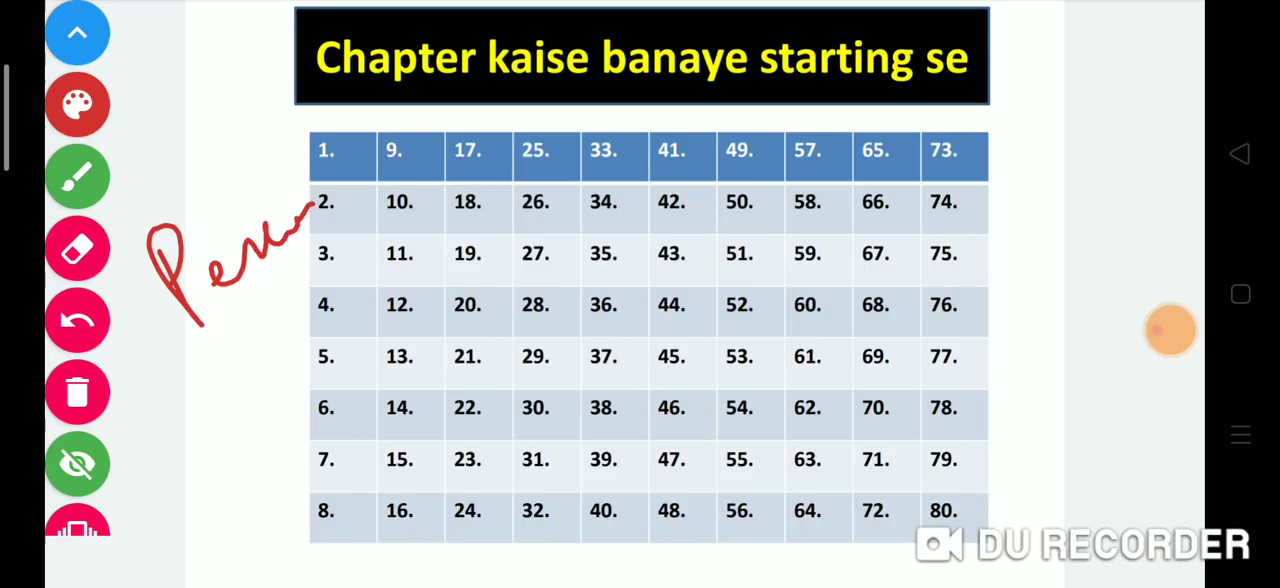 Chapter kaise banaye starting se
1. 9. 17. 25. 33. 41. 49. 57. 65. 73.
2. 10. 18. 26. 34. 42. 50. 58. 66. 74.
3. 11. 19. 27. 35. 43. 51. 59. 67. 75.
4. 12. 20. 28. 36. 44. 52. 60. 68. 76.
5. 13. 21. 29. 37. 45. 53. 61. 69. 77.
6. 14. 22. 30. 38. 46. 54. 62. 70. 78.
7. 15. 23. 31. 39. 47. 55. 63. 71. 79.
8. 16. 24. 32. 40. 48. 56. 64. 72. 80.
DU RECORDER